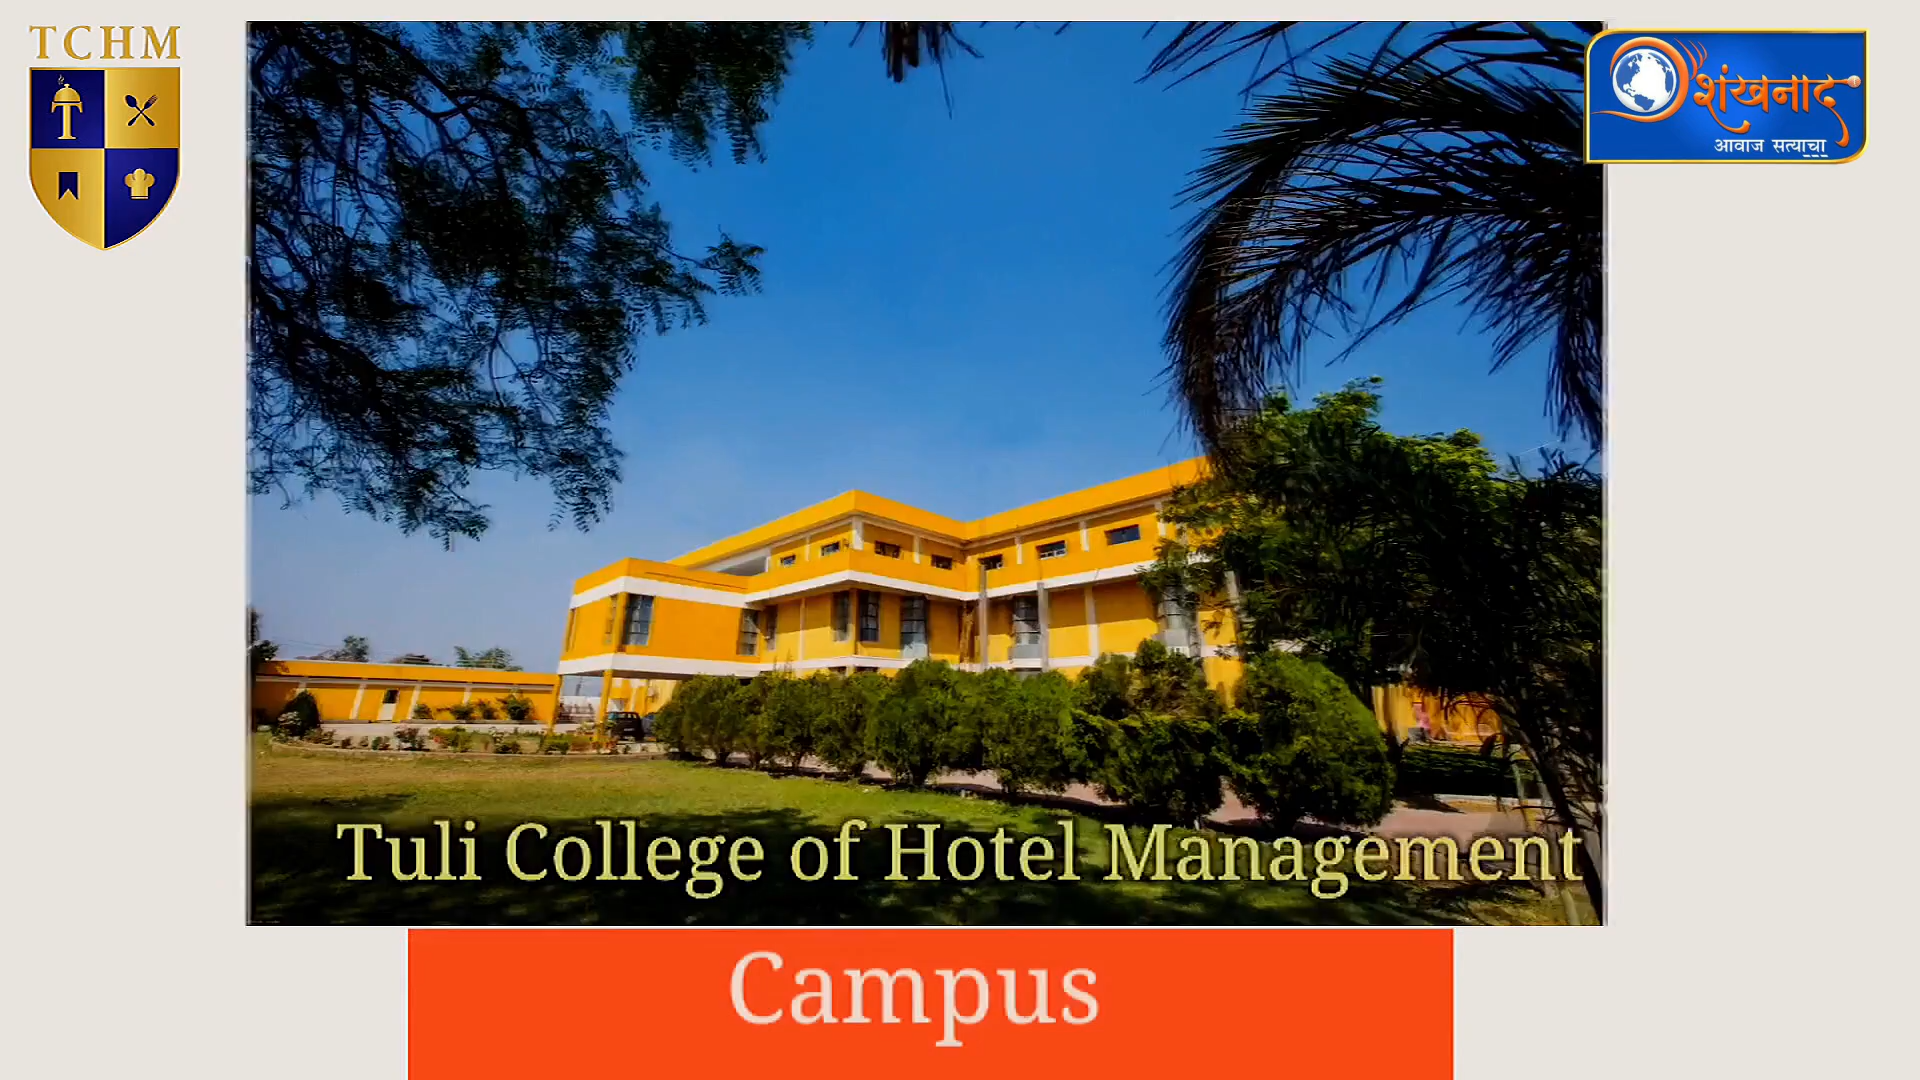 TCHM
T
शंखनाद
आवाज सत्याचा
Tuli College of Hotel Management
Campus